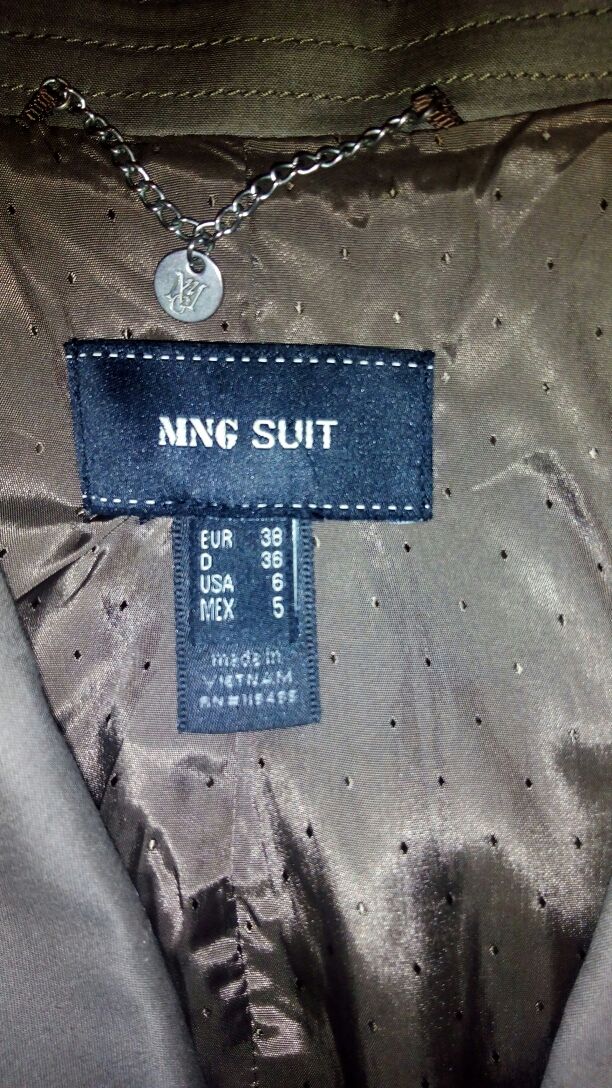 MNG SUIT
EUR 38
D 36
USA 6
MEX 5
made in
VIETNAM